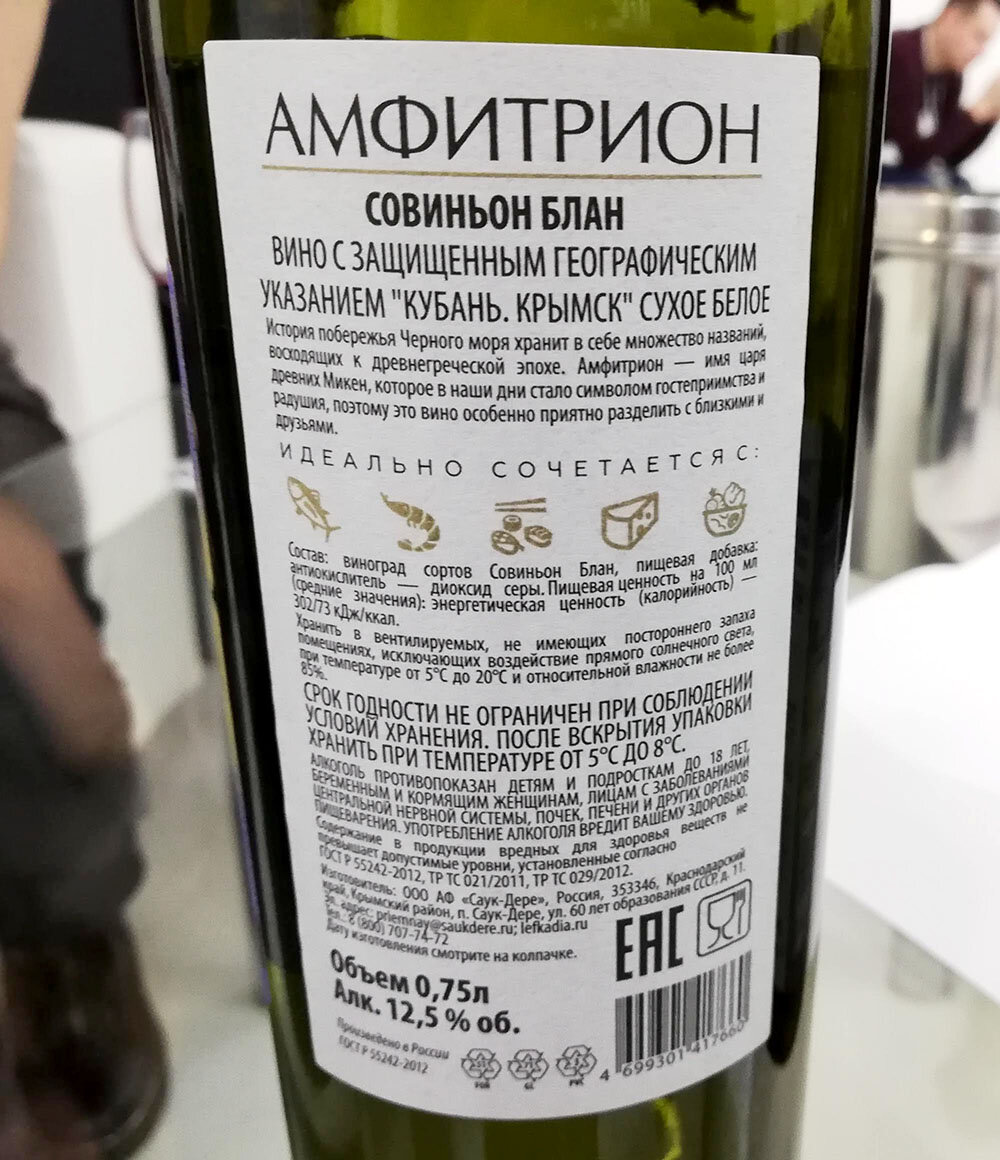 АМФИТРИОН
СОВИНЬОН БЛАН
ВИНО С ЗАЩИЩЕННЫМ ГЕОГРАФИЧЕСКИМ
УКАЗАНИЕМ "КУБАНЬ. КРЫМСК" СУХОЕ БЕЛОЕ
История побережья Черного моря хранит в себе множество названий,
восходящих к древнегреческой эпохе. Амфитрион — имя царя
древних Микен, которое в наши дни стало символом гостеприимства и
радушия, поэтому это вино особенно приятно разделить с близкими и
друзьями.
ИДЕАЛЬНО СОЧЕТАЕТСЯ С:
Состав: виноград сортов Совиньон Блан, пищевая добавка:
антиокислитель — диоксид серы. Пищевая ценность на 100 мл
(средние значения): энергетическая ценность (калорийность) —
302/73 кДж/ккал.
Хранить в вентилируемых, не имеющих постороннего запаха
помещениях, исключающих воздействие прямого солнечного света,
при температуре от 5°С до 20°С и относительной влажности не более
85%.
СРОК ГОДНОСТИ НЕ ОГРАНИЧЕН ПРИ СОБЛЮДЕНИИ
УСЛОВИЙ ХРАНЕНИЯ. ПОСЛЕ ВСКРЫТИЯ УПАКОВКИ
ХРАНИТЬ ПРИ ТЕМПЕРАТУРЕ ОТ 5°С ДО 8°С.
АЛКОГОЛЬ ПРОТИВОПОКАЗАН ДЕТЯМ И ПОДРОСТКАМ ДО 18 ЛЕТ,
БЕРЕМЕННЫМ И КОРМЯЩИМ ЖЕНЩИНАМ, ЛИЦАМ С ЗАБОЛЕВАНИЯМИ
ЦЕНТРАЛЬНОЙ НЕРВНОЙ СИСТЕМЫ, ПОЧЕК, ПЕЧЕНИ И ДРУГИХ ОРГАНОВ
ПИЩЕВАРЕНИЯ. УПОТРЕБЛЕНИЕ АЛКОГОЛЯ ВРЕДИТ ВАШЕМУ ЗДОРОВЬЮ.
Содержание в продукции вредных для здоровья веществ не
превышает допустимые уровни, установленные согласно
ГОСТ Р 55242-2012, ТР ТС 021/2011, ТР ТС 029/2012.
Изготовитель: ООО АФ «Саук-Дере», Россия, 353346, Краснодарский
край, Крымский район, п. Саук-Дере, ул. 60 лет образования СССР, д. 11.
Эл. адрес: priemnay@saukdere.ru; lefkadia.ru
Тел.: 8 (800) 707-74-72
Дату изготовления смотрите на колпачке.
EAC
Объем 0,75л
Алк. 12,5 % об.
Произведено в России
ГОСТ Р 55242-2012
4 699301 417660